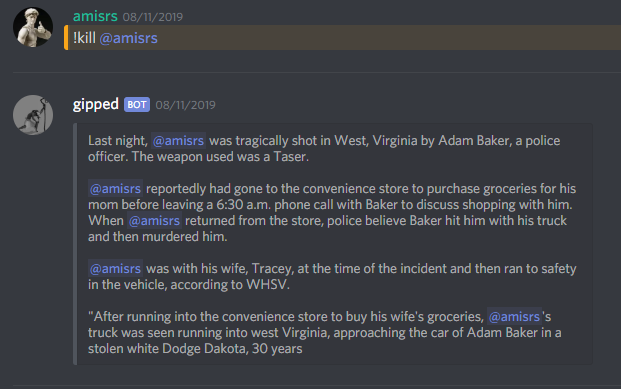 amisrs 08/11/2019
!kill @amisrs
gipped BOT 08/11/2019
Last night, @amisrs was tragically shot in West, Virginia by Adam Baker, a police
officer. The weapon used was a Taser.
@amisrs reportedly had gone to the convenience store to purchase groceries for his
mom before leaving a 6:30 a.m. phone call with Baker to discuss shopping with him.
When @amisrs returned from the store, police believe Baker hit him with his truck
and then murdered him.
@amisrs was with his wife, Tracey, at the time of the incident and then ran to safety
in the vehicle, according to WHSV.
"After running into the convenience store to buy his wife's groceries, @amisrs 's
truck was seen running into west Virginia, approaching the car of Adam Baker in a
stolen white Dodge Dakota, 30 years